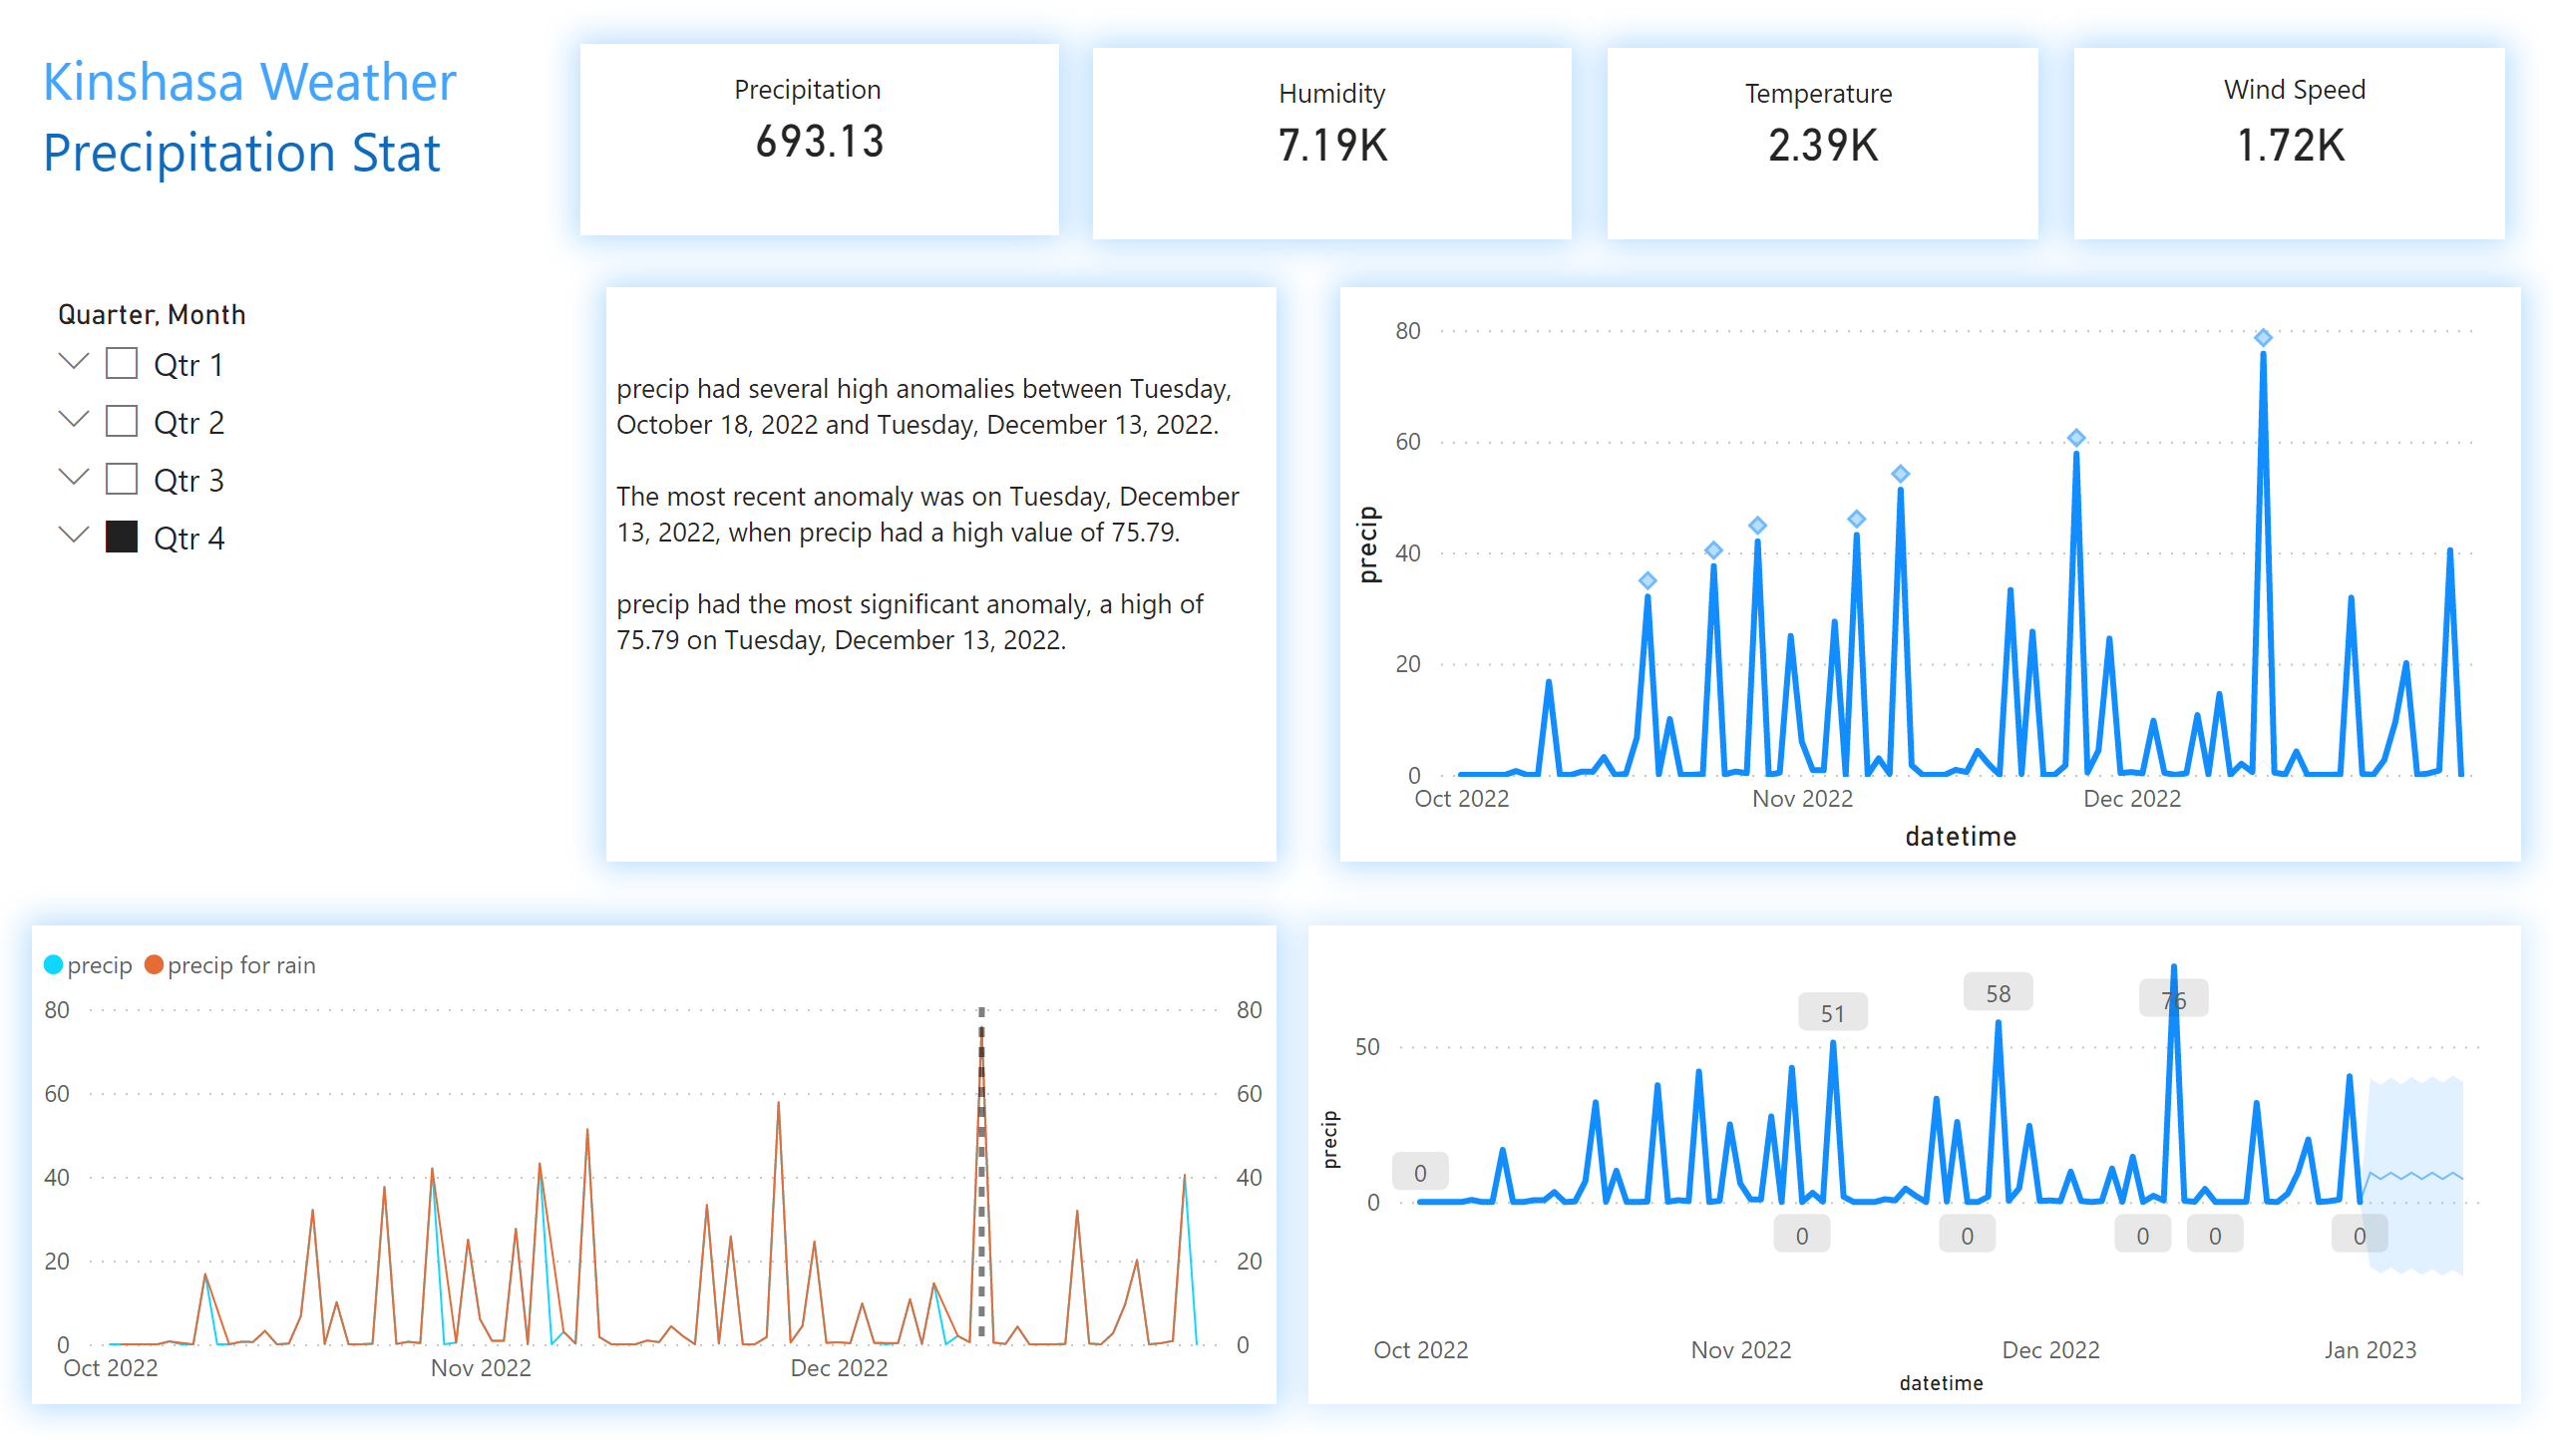 Kinshasa Weather
Precipitation Stat
Precipitation
693.13
Humidity
7.19K
Temperature
2.39K
Wind Speed
1.72K
Quarter, Month
Qtr 1
Qtr 2
Qtr 3
Qtr 4
precip had several high anomalies between Tuesday,
October 18, 2022 and Tuesday, December 13, 2022.
The most recent anomaly was on Tuesday, December
13, 2022, when precip had a high value of 75.79.
precip had the most significant anomaly, a high of
75.79 on Tuesday, December 13, 2022.
precip
80
60
40
20
0
Oct 2022 Nov 2022 Dec 2022
datetime
precip precip for rain
80 80
60 60
40 40
20 20
0 0
Oct 2022 Nov 2022 Dec 2022
precip
51 58 76
50
0
0
0 0 0 0 0
Oct 2022 Nov 2022 Dec 2022 Jan 2023
datetime